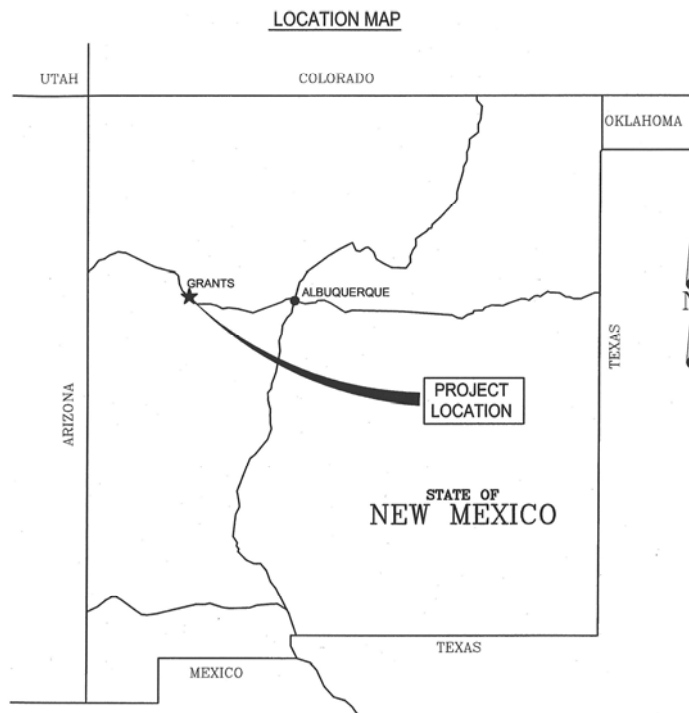 LOCATION MAP
UTAH
COLORADO
OKLAHOMA
GRANTS
ALBUQUERQUE
N
TEXAS
ARIZONA
PROJECT
LOCATION
STATE OF
NEW MEXICO
TEXAS
MEXICO